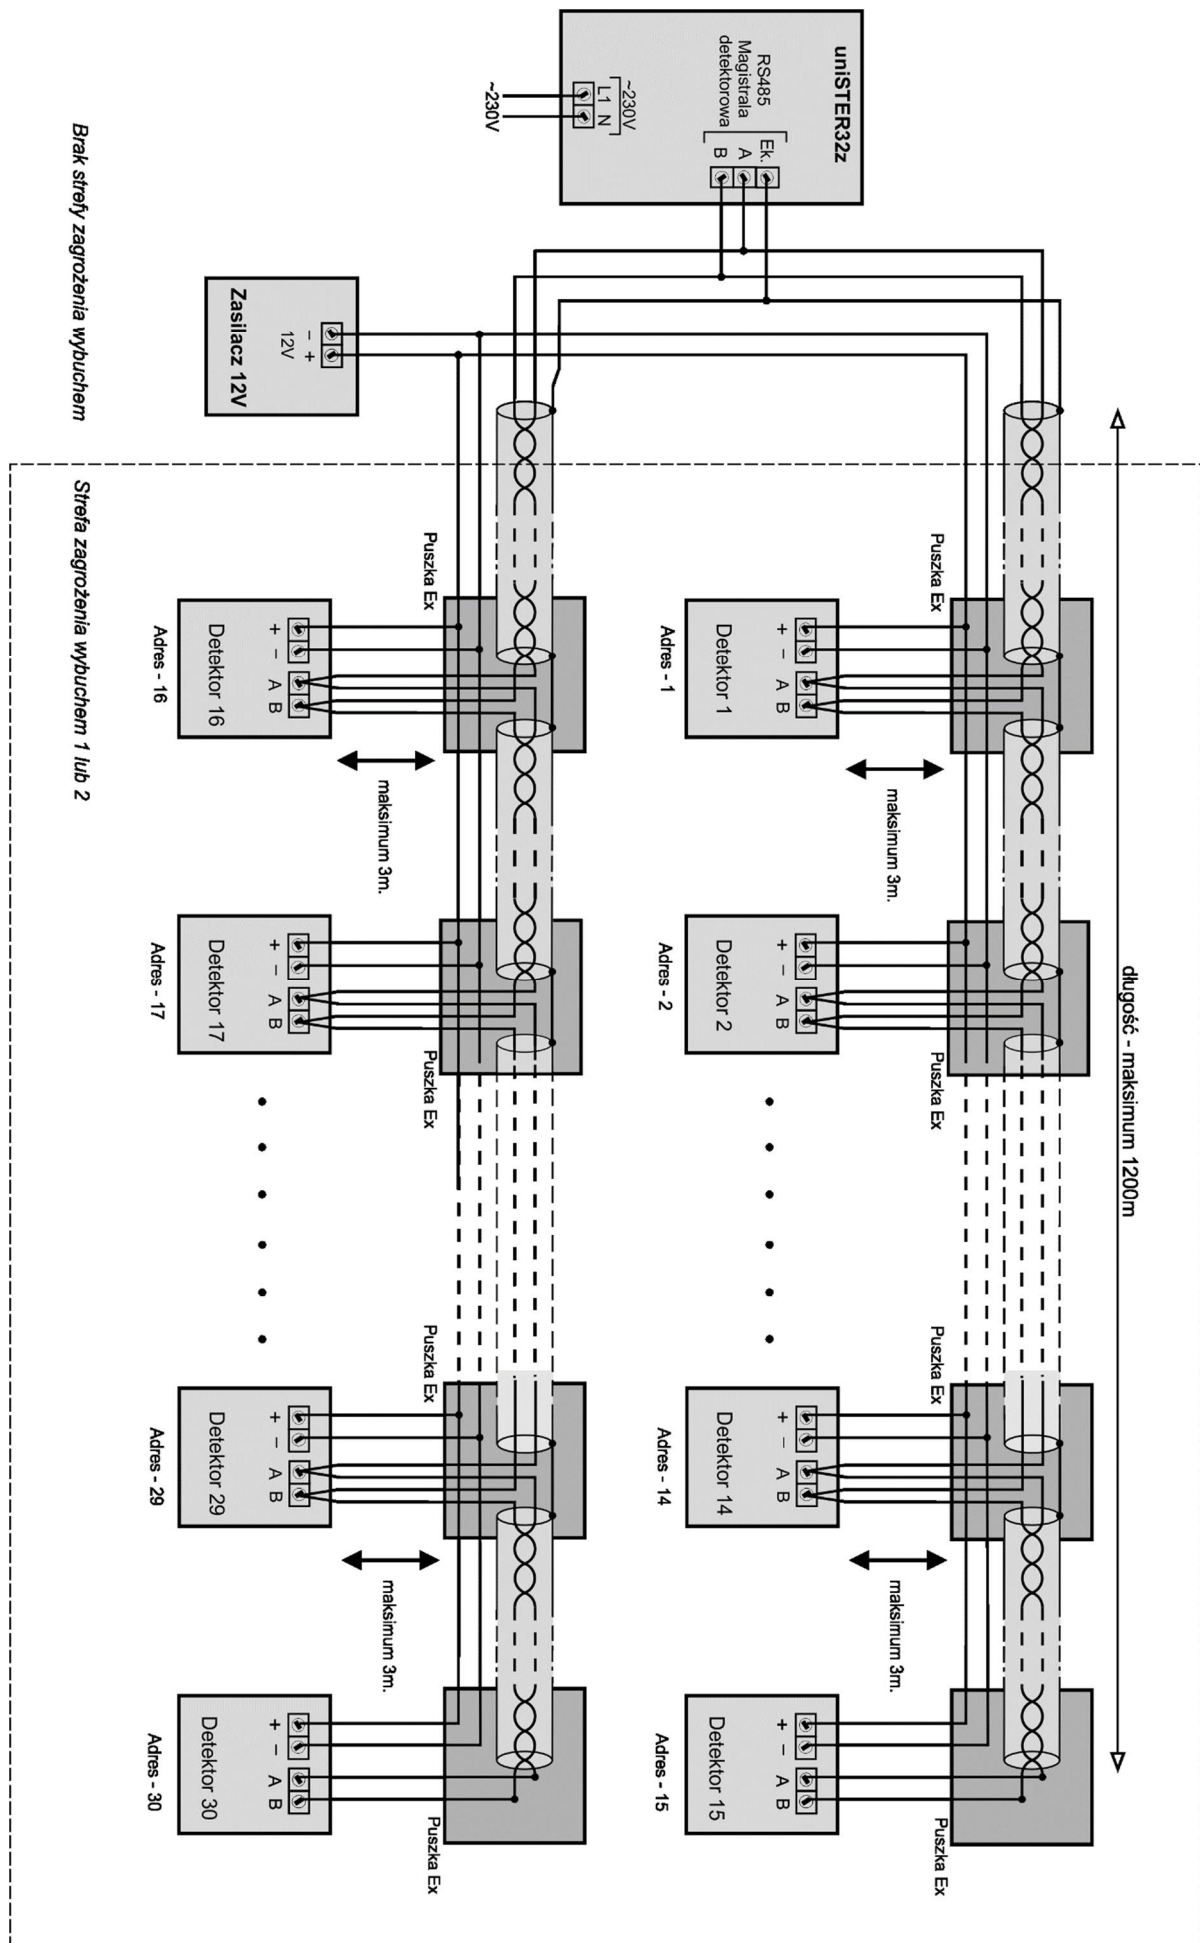 uniSTER32z
RS485
Magistrala
detektorowa
Ek.
A
B
~230V
L1 N
~230V
Zasilacz 12V
12V
- +
Brak strefy zagrożenia wybuchem
Strefa zagrożenia wybuchem 1 lub 2
długość - maksimum 1200m
Puszka Ex
+ - A B
Detektor 1
Adres - 1
maksimum 3m.
Puszka Ex
+ - A B
Detektor 2
Adres - 2
Puszka Ex
+ - A B
Detektor 14
Adres - 14
maksimum 3m.
Puszka Ex
+ - A B
Detektor 15
Adres - 15
Puszka Ex
+ - A B
Detektor 16
Adres - 16
maksimum 3m.
Puszka Ex
+ - A B
Detektor 17
Adres - 17
Puszka Ex
+ - A B
Detektor 29
Adres - 29
maksimum 3m.
Puszka Ex
+ - A B
Detektor 30
Adres - 30